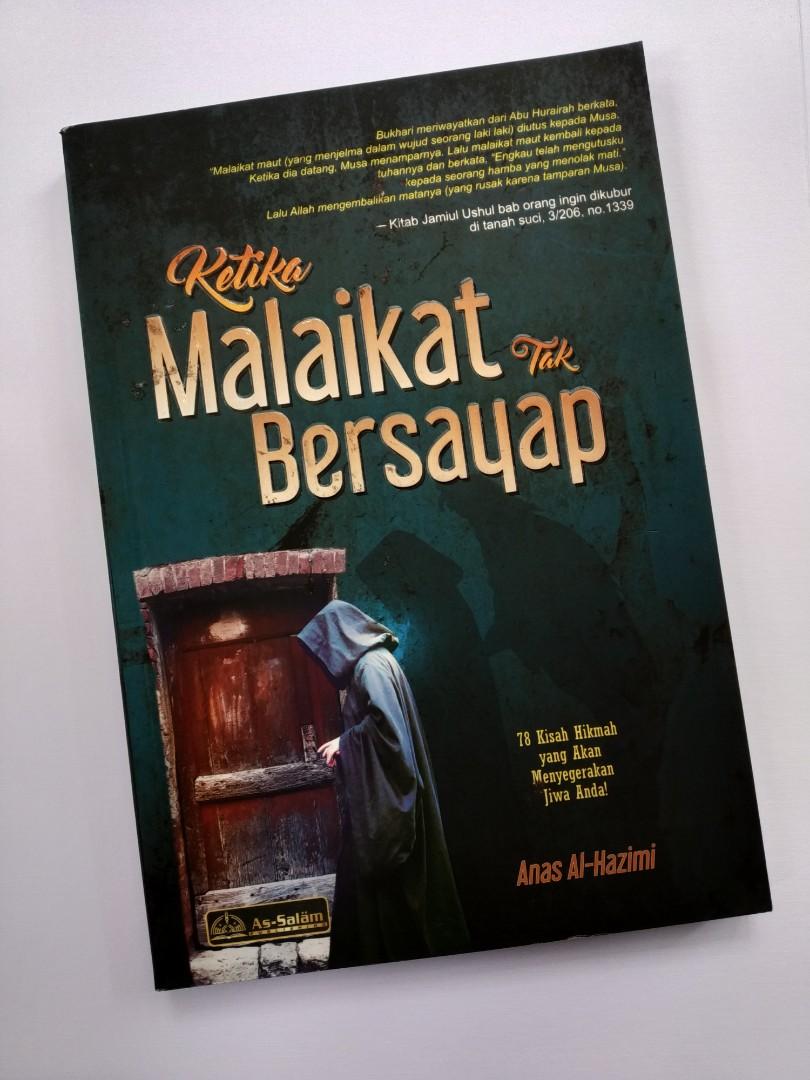 Bukhari meriwayatkan dari Abu Hurairah berkata,
"Malaikat maut (yang menjelma dalam wujud seorang laki laki) diutus kepada Musa.
Ketika dia datang, Musa menamparnya. Lalu malaikat maut kembali kepada
tuhannya dan berkata, "Engkau telah mengutusku
kepada seorang hamba yang menolak mati."
Lalu Allah mengembalikan matanya (yang rusak karena tamparan Musa).
— Kitab Jamiul Ushul bab orang ingin dikubur
di tanah suci, 3/206, no.1339
Ketika
Malaikat Tak
Bersayap
78 Kisah Hikmah
yang Akan
Menyegerakan
Jiwa Anda!
Anas Al-Hazimi
As-Salām
PUBLISHING